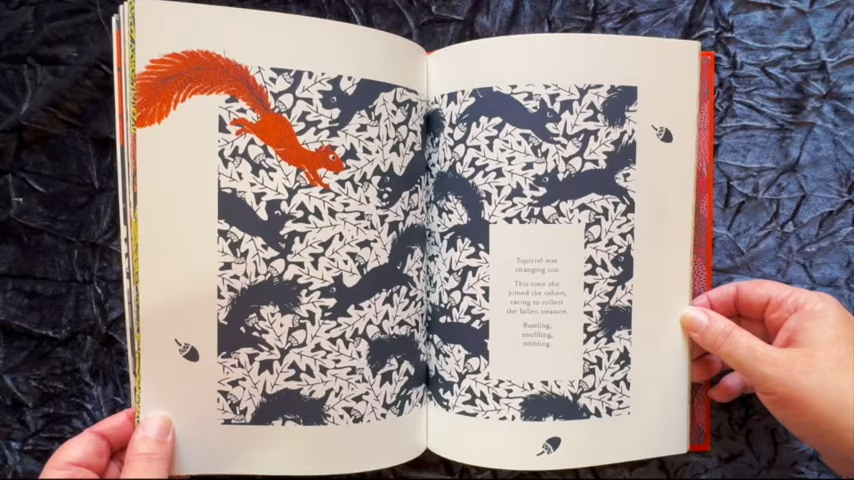 ... Squirrel was
changing too.
This time she
joined the others,
racing to collect
the fallen treasure.
Rustling,
snuffling,
nibbling.